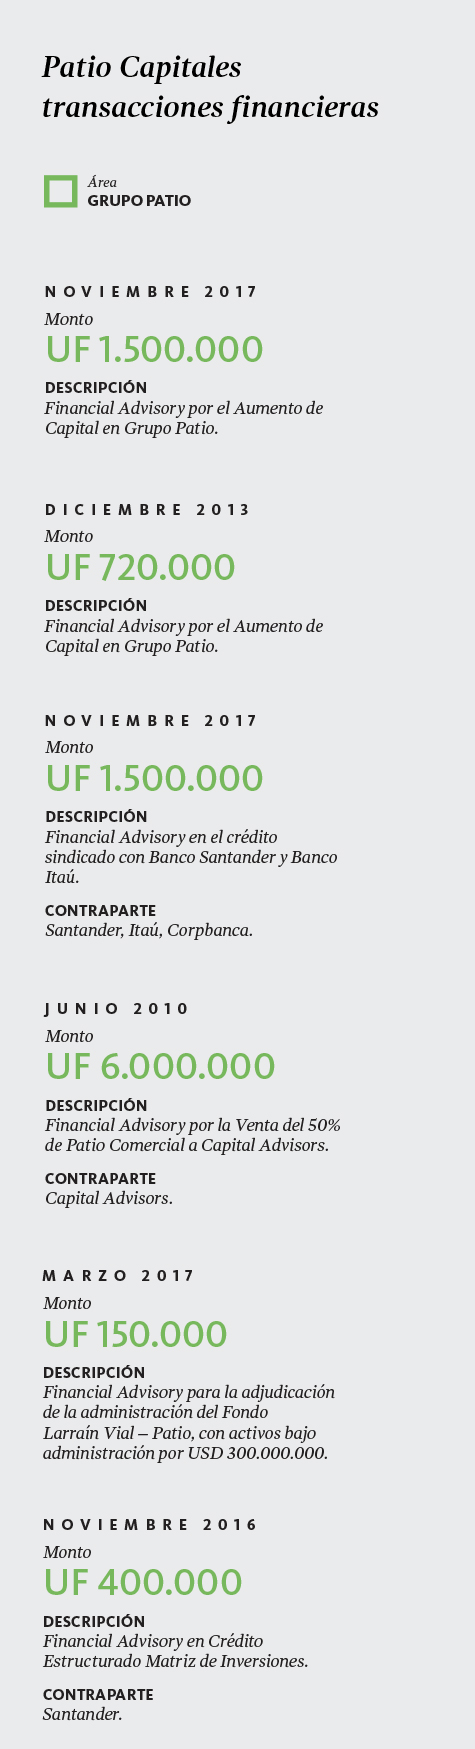 Patio Capitales
transacciones financieras
Área
GRUPO PATIO
NOVIEMBRE 2017
Monto
UF 1.500.000
DESCRIPCIÓN
Financial Advisory por el Aumento de
Capital en Grupo Patio.
DICIEMBRE 2013
Monto
UF 720.000
DESCRIPCIÓN
Financial Advisory por el Aumento de
Capital en Grupo Patio.
NOVIEMBRE 2017
Monto
UF 1.500.000
DESCRIPCIÓN
Financial Advisory en el crédito
sindicado con Banco Santander y Banco
Itaú.
CONTRAPARTE
Santander, Itaú, Corpbanca.
JUNIO 2010
Monto
UF 6.000.000
DESCRIPCIÓN
Financial Advisory por la Venta del 50%
de Patio Comercial a Capital Advisors.
CONTRAPARTE
Capital Advisors.
MARZO 2017
Monto
UF 150.000
DESCRIPCIÓN
Financial Advisory para la adjudicación
de la administración del Fondo
Larraín Vial – Patio, con activos bajo
administración por USD 300.000.000.
NOVIEMBRE 2016
Monto
UF 400.000
DESCRIPCIÓN
Financial Advisory en Crédito
Estructurado Matriz de Inversiones.
CONTRAPARTE
Santander.